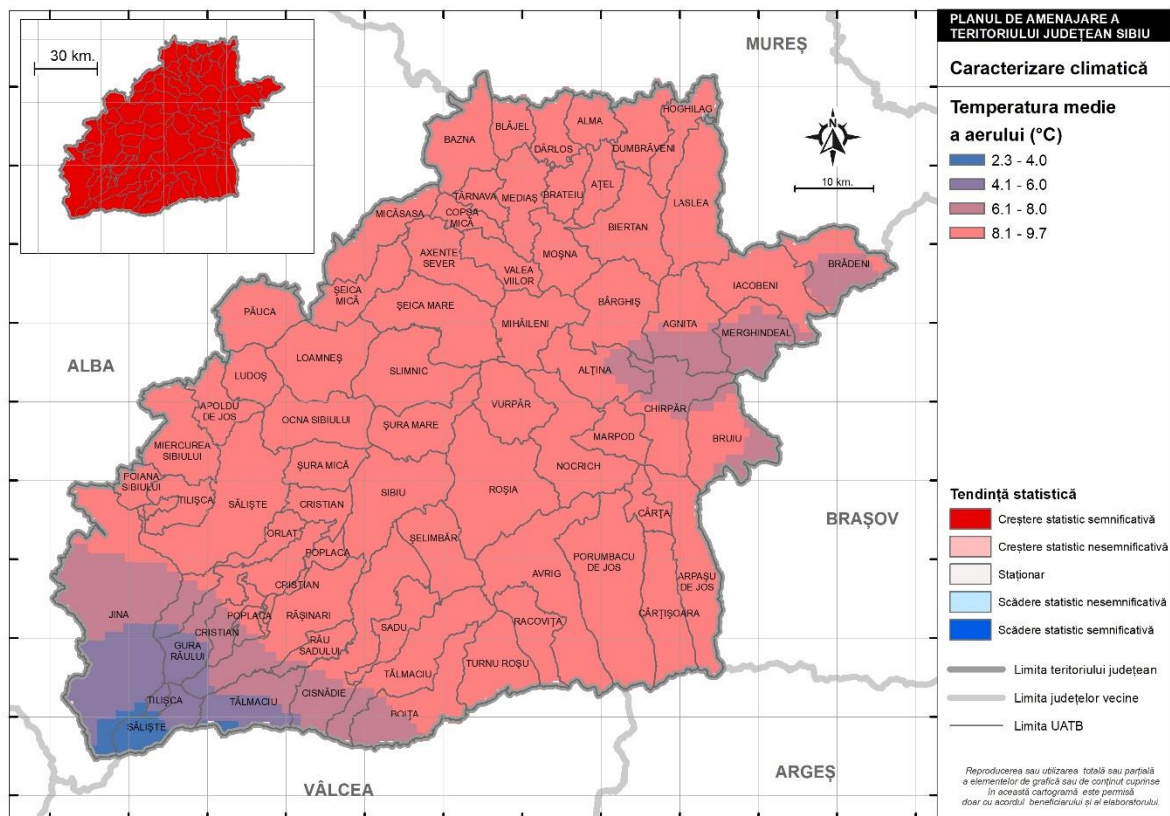 30 km.
MUREȘ
ALBA
BRAȘOV
VÂLCEA
ARGEȘ
N
10 km.
HOGHILAG
ALMA
BLĂJEL
BAZNA
DÂRLOS
DUMBRĂVENI
AȚEL
TÂRNAVA
MEDIAȘ
BRATEIU
LASLEA
MICĂSASA
COPȘA
MICĂ
BIERTAN
AXENTE
SEVER
MOȘNA
VALEA
VIILOR
BRĂDENI
IACOBENI
ȘEICA
MICĂ
ȘEICA MARE
BÂRGHIȘ
PĂUCA
MIHĂILENI
AGNITA
MERGHINDEAL
LOAMNEȘ
LUDOȘ
SLIMNIC
ALȚINA
APOLDU
DE JOS
VURPĂR
CHIRPĂR
OCNA SIBIULUI
ȘURA MARE
MARPOD
BRUIU
MIERCUREA
SIBIULUI
ȘURA MICĂ
NOCRICH
POIANA
SIBIULUI
TILIȘCA
SĂLIȘTE
CRISTIAN
SIBIU
ROȘIA
CÂRȚA
ORLAT
ȘELIMBĂR
POPLACA
PORUMBACU
DE JOS
AVRIG
ARPAȘU
DE JOS
CRISTIAN
JINA
POPLACA
RĂȘINARI
CÂRȚIȘOARA
CRISTIAN
SADU
RACOVIȚA
GURA
RÂULUI
RÂU
SADULUI
TĂLMACIU
TURNU ROȘU
TILIȘCA
TĂLMACIU
CISNĂDIE
BOIȚA
SĂLIȘTE
PLANUL DE AMENAJARE A
TERITORIULUI JUDEȚEAN SIBIU
Caracterizare climatică
Temperatura medie
a aerului (°C)
2.3 - 4.0
4.1 - 6.0
6.1 - 8.0
8.1 - 9.7
Tendință statistică
Creștere statistic semnificativă
Creștere statistic nesemnificativă
Staționar
Scădere statistic nesemnificativă
Scădere statistic semnificativă
Limita teritoriului județean
Limita județelor vecine
Limita UATB
Reproducerea sau utilizarea totală sau parțială
a elementelor de grafică sau de conținut cuprinse
în această cartogramă este permisă
doar cu acordul beneficiarului și al elaboratorului.